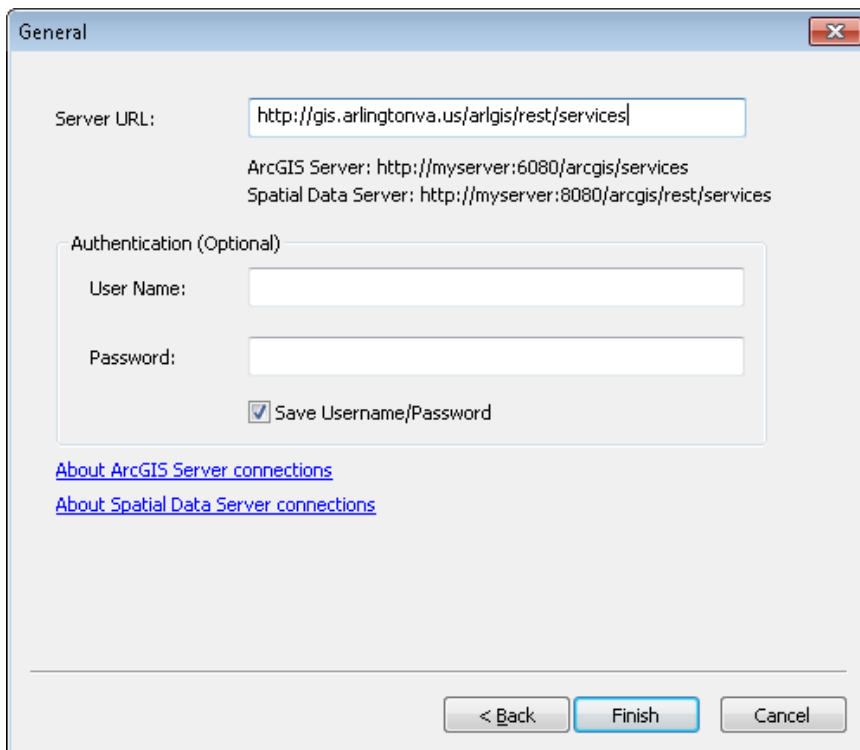 General
Server URL: http://gis.arlingtonva.us/arlgis/rest/services
ArcGIS Server: http://myserver:6080/arcgis/services
Spatial Data Server: http://myserver:8080/arcgis/rest/services
Authentication (Optional)
User Name:
Password:
Save Username/Password
About ArcGIS Server connections
About Spatial Data Server connections
< Back Finish Cancel